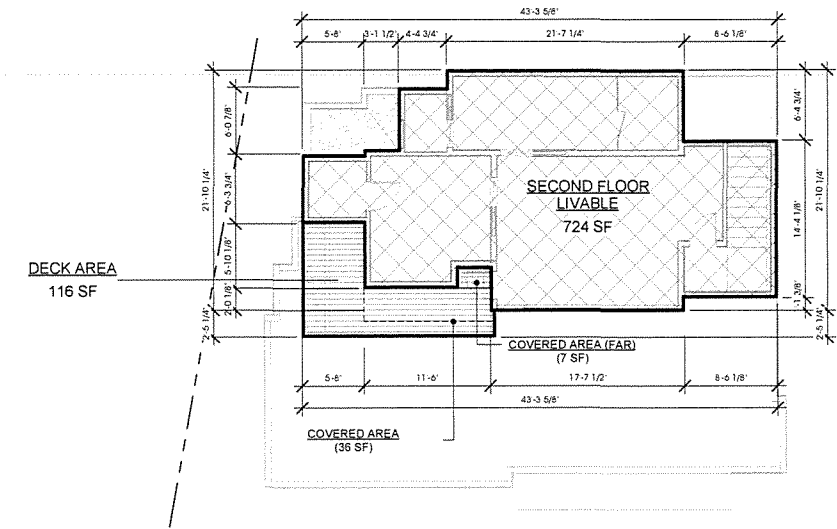 43-3 5/8'
5-8'
3-1 1/2'
4-4 3/4'
21-7 1/4'
8-6 1/8'
21-10 1/4'
6-0 7/8'
6-3 3/4'
5-10 1/8'
2-0 1/8'
2-5 1/4'
SECOND FLOOR
LIVABLE
724 SF
6-4 3/4'
14-4 1/8'
21-10 1/4'
2-5 1/4'
DECK AREA
116 SF
COVERED AREA (FAR)
(7 SF)
5-8'
11-6'
17-7 1/2'
8-6 1/8'
43-3 5/8'
COVERED AREA
(36 SF)